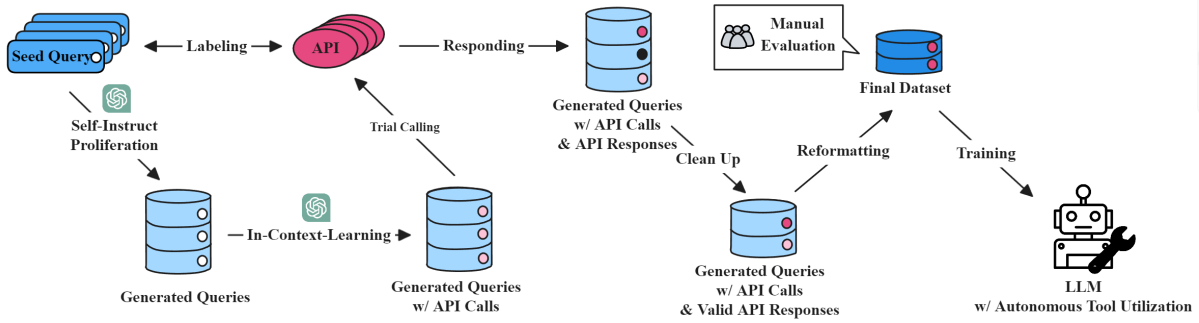 Seed Query
Labeling
API
Responding
Manual
Evaluation
Final Dataset
Self-Instruct
Proliferation
Trial Calling
Generated Queries
w/ API Calls
& API Responses
Clean Up
Reformatting
Training
In-Context-Learning
Generated Queries
Generated Queries
w/ API Calls
Generated Queries
w/ API Calls
& Valid API Responses
LLM
w/ Autonomous Tool Utilization